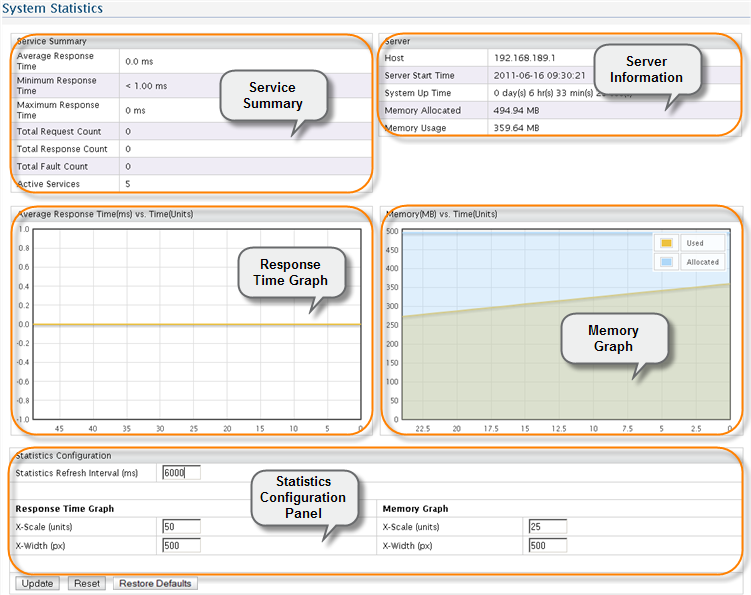 System Statistics
Service Summary
Average Response Time 0.0 ms
Minimum Response Time < 1.00 ms
Maximum Response Time 0 ms
Total Request Count 0
Total Response Count 0
Total Fault Count 0
Active Services 5
Service Summary
Server
Host 192.168.189.1
Server Start Time 2011-06-16 09:30:21
System Up Time 0 day(s) 6 hr(s) 33 min(s)
Memory Allocated 494.94 MB
Memory Usage 359.64 MB
Server Information
Average Response Time(ms) vs. Time(Units)
1.0
0.8
0.6
0.4
0.2
0.0
-0.2
-0.4
-0.6
-0.8
-1.0
45 40 35 30 25 20 15 10 5 0
Response Time Graph
Memory(MB) vs. Time(Units)
500
450
400
350
300
250
200
150
100
50
0
22.5 20 17.5 15 12.5 10 7.5 5 2.5 0
Used
Allocated
Memory Graph
Statistics Configuration
Statistics Refresh Interval (ms) 6000
Statistics Configuration Panel
Response Time Graph Memory Graph
X-Scale (units) 50 X-Scale (units) 25
X-Width (px) 500 X-Width (px) 500
Update Reset Restore Defaults